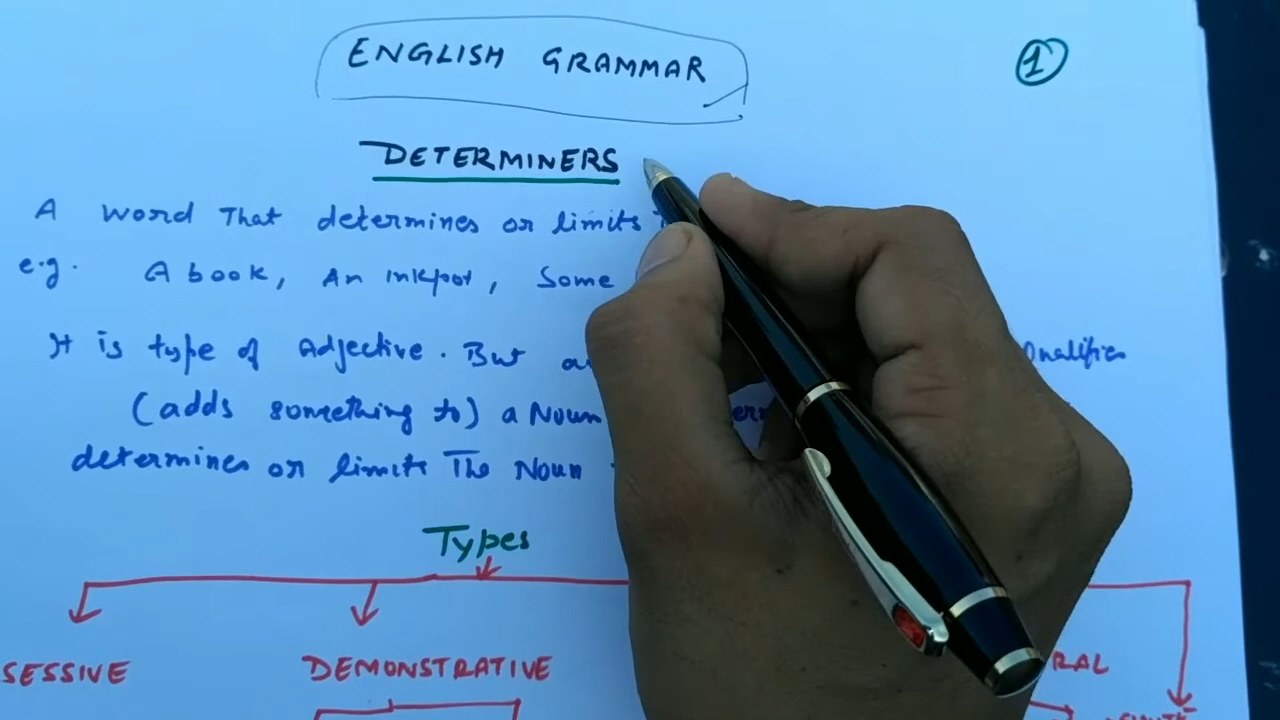 ENGLISH GRAMMAR
1
DETERMINERS
A word That determines or limits
e.g. A book, An Inkpot, Some
It is type of adjective. But Qualifies
(adds something to) a Noun
determines or limits The Noun
Types
SESSIVE DEMONSTRATIVE RAL